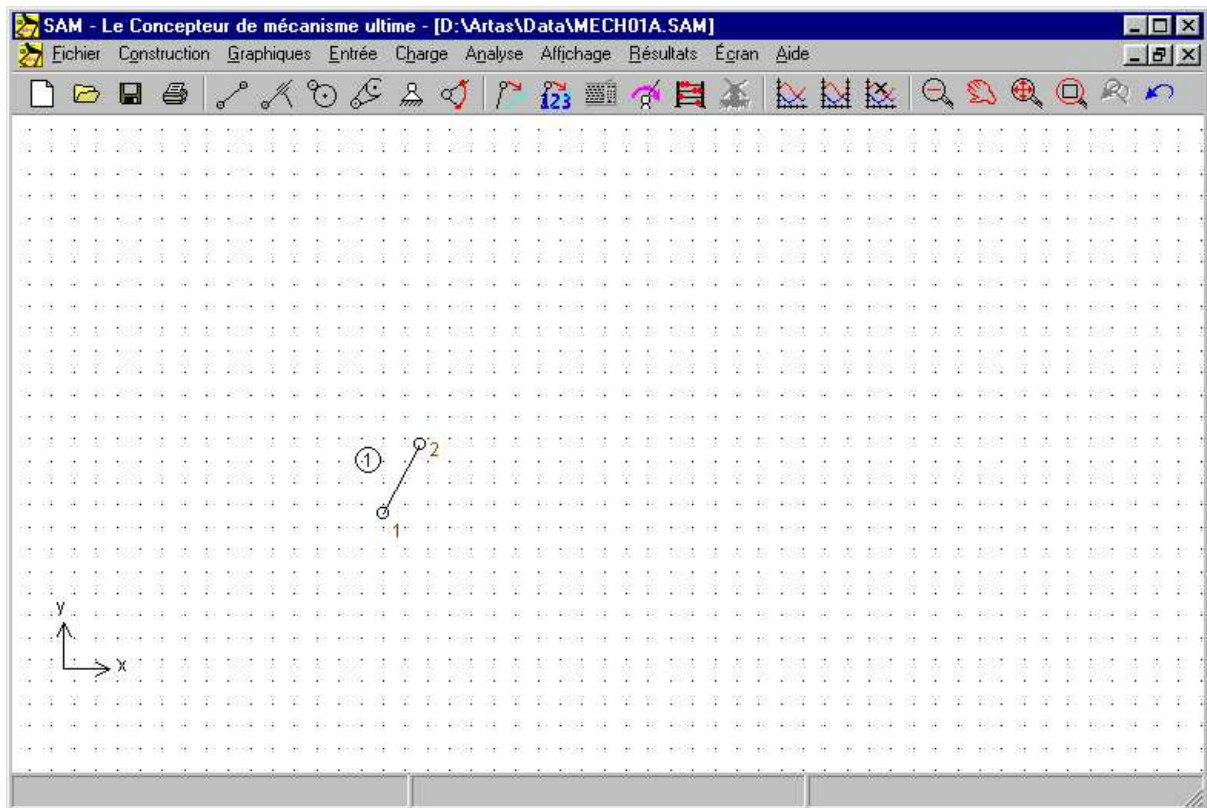 SAM - Le Concepteur de mécanisme ultime - [D:\Artas\Data\MECH01A.SAM]
Fichier Construction Graphiques Entrée Charge Analyse Affichage Résultats Écran Aide
123
1 2
1
y
x